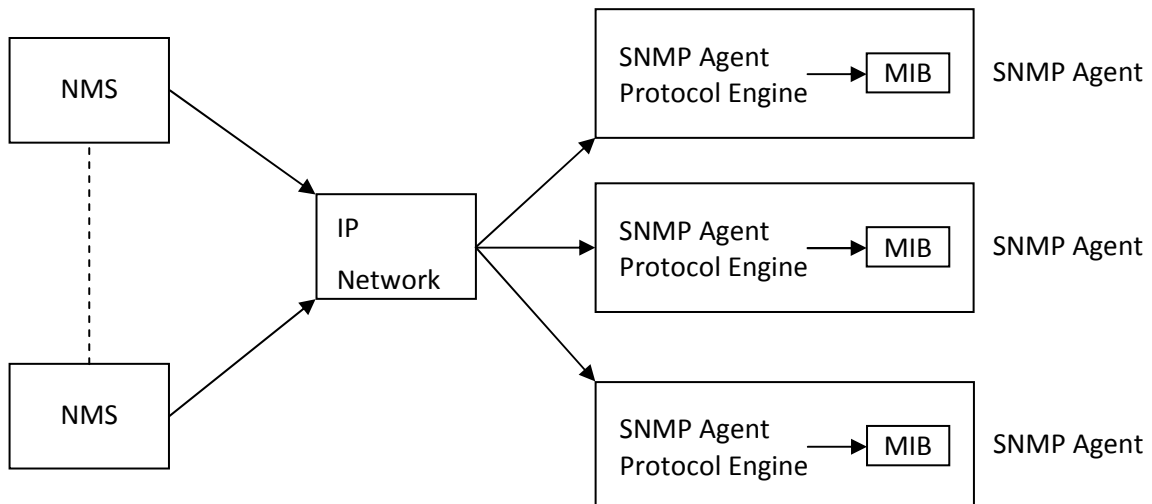 NMS
NMS
IP
Network
SNMP Agent
Protocol Engine
MIB
SNMP Agent
SNMP Agent
Protocol Engine
MIB
SNMP Agent
SNMP Agent
Protocol Engine
MIB
SNMP Agent